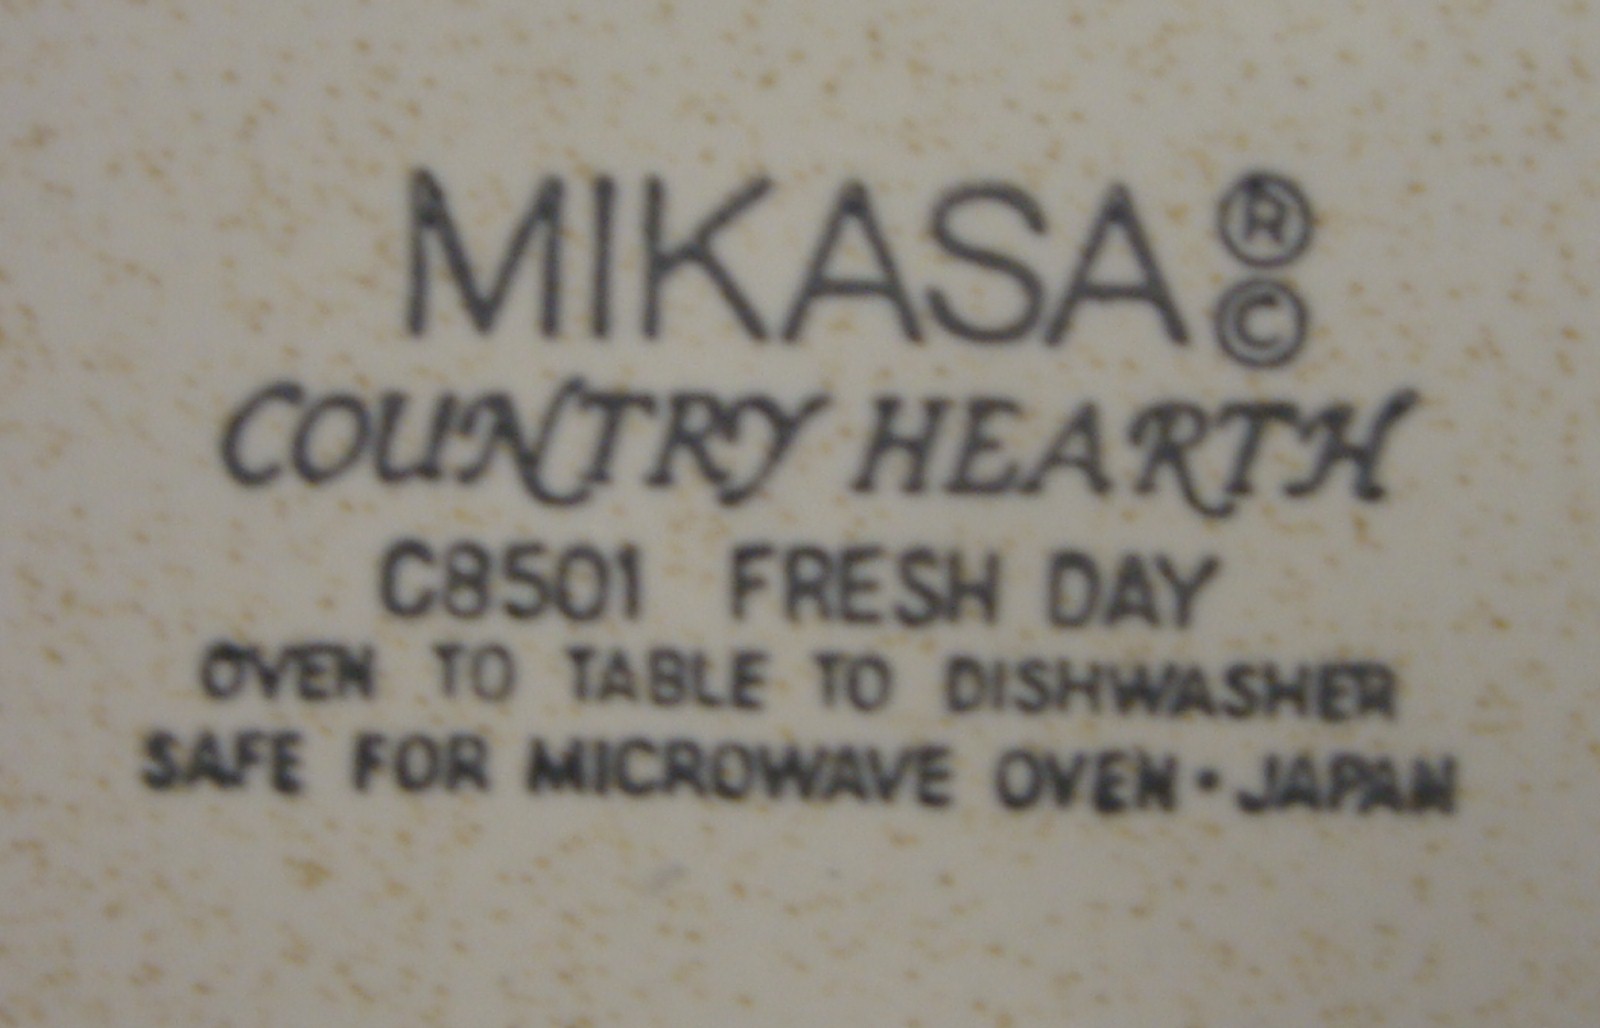 MIKASA®©
COUNTRY HEARTH
C8501 FRESH DAY
OVEN TO TABLE TO DISHWASHER
SAFE FOR MICROWAVE OVEN • JAPAN